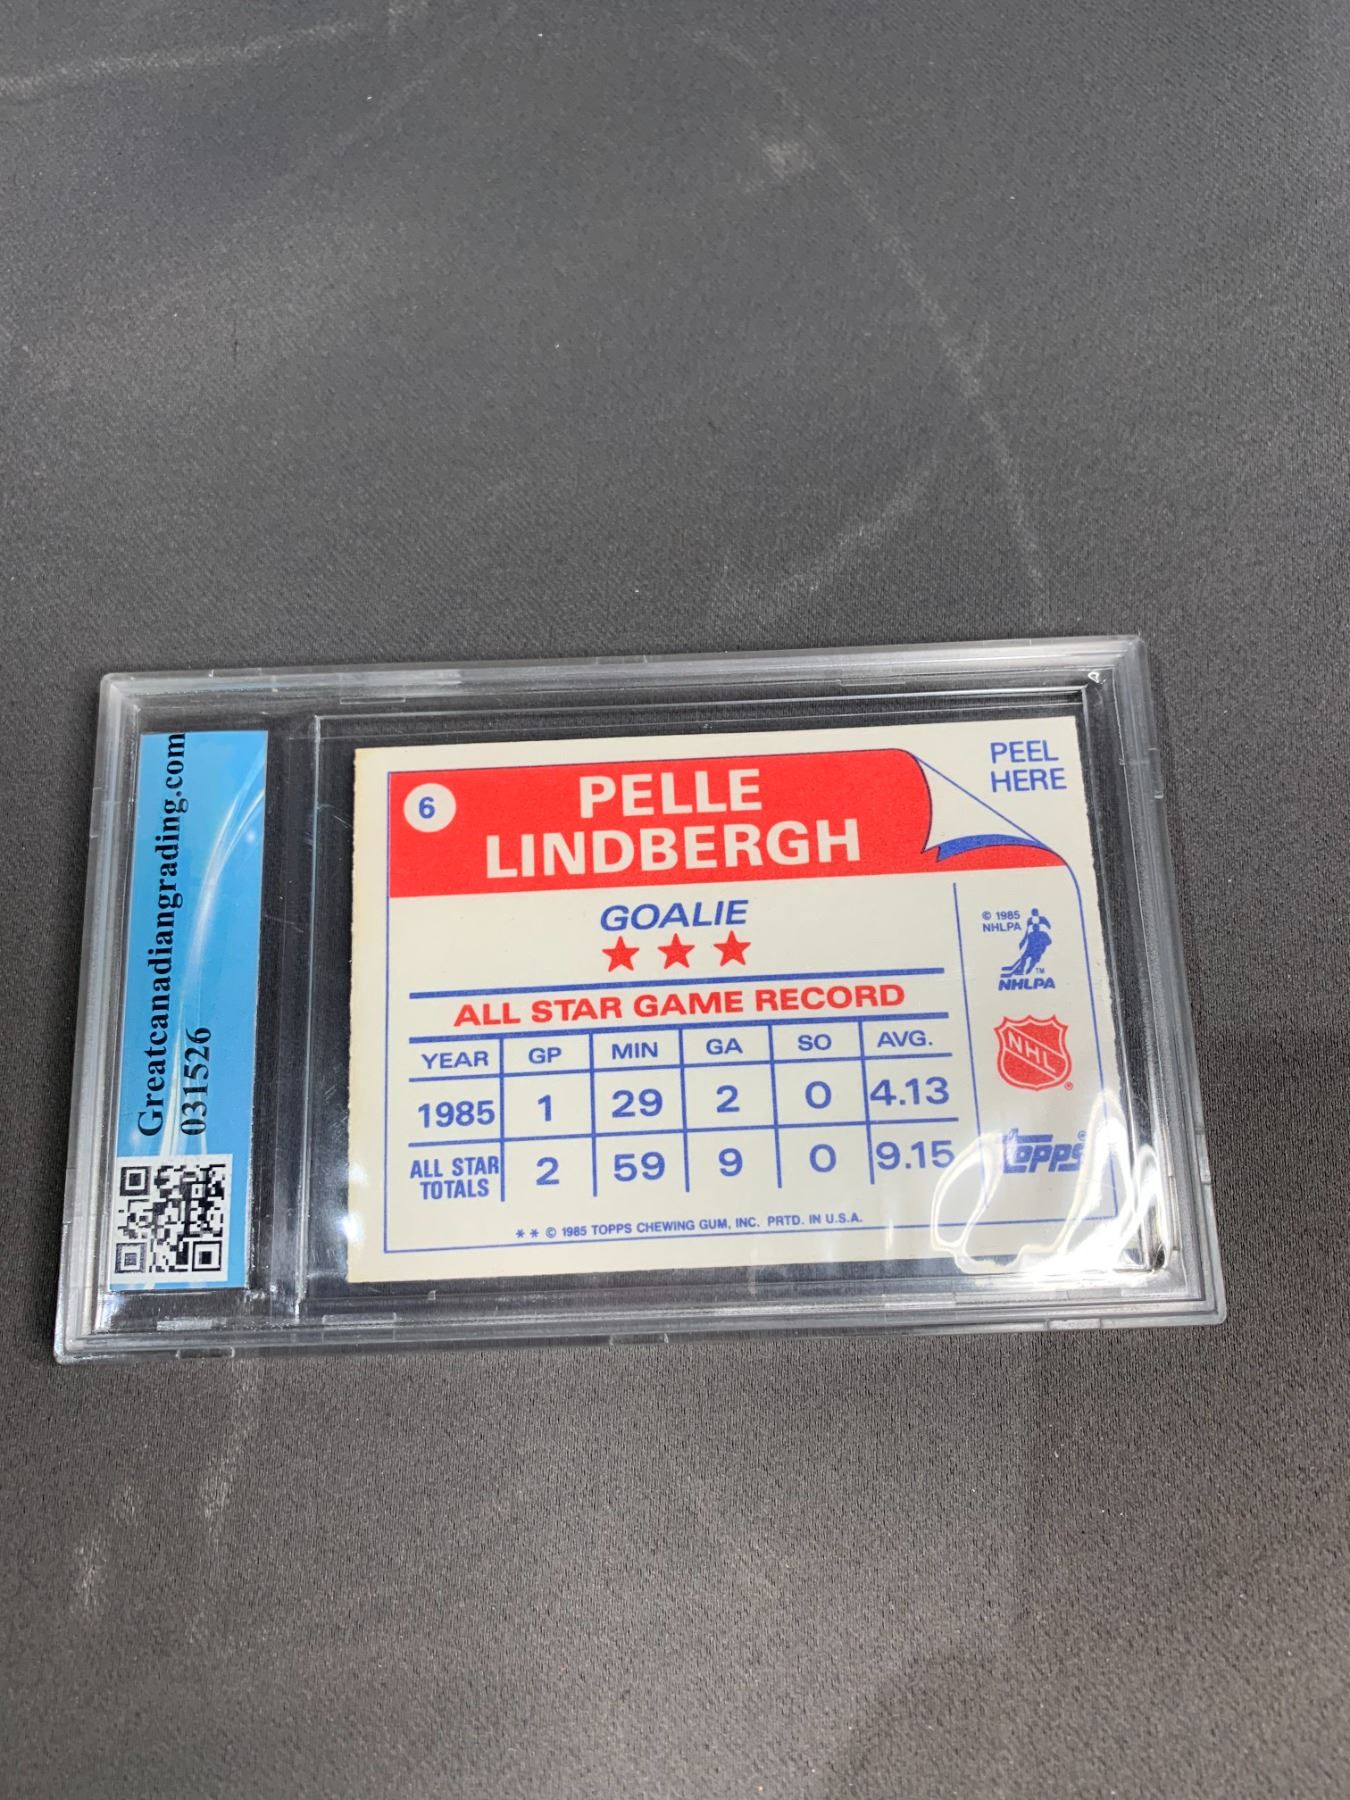 Greatcanadiangrading.com
031526
6
PELLE
LINDBERGH
PEEL
HERE
GOALIE
ALL STAR GAME RECORD
YEAR GP MIN GA SO AVG.
1985 1 29 2 0 4.13
ALL STAR TOTALS 2 59 9 0 9.15
** © 1985 TOPPS CHEWING GUM, INC. PRTD. IN U.S.A.
© 1985
NHLPA
TM
NHLPA
NHL ®
topps ®